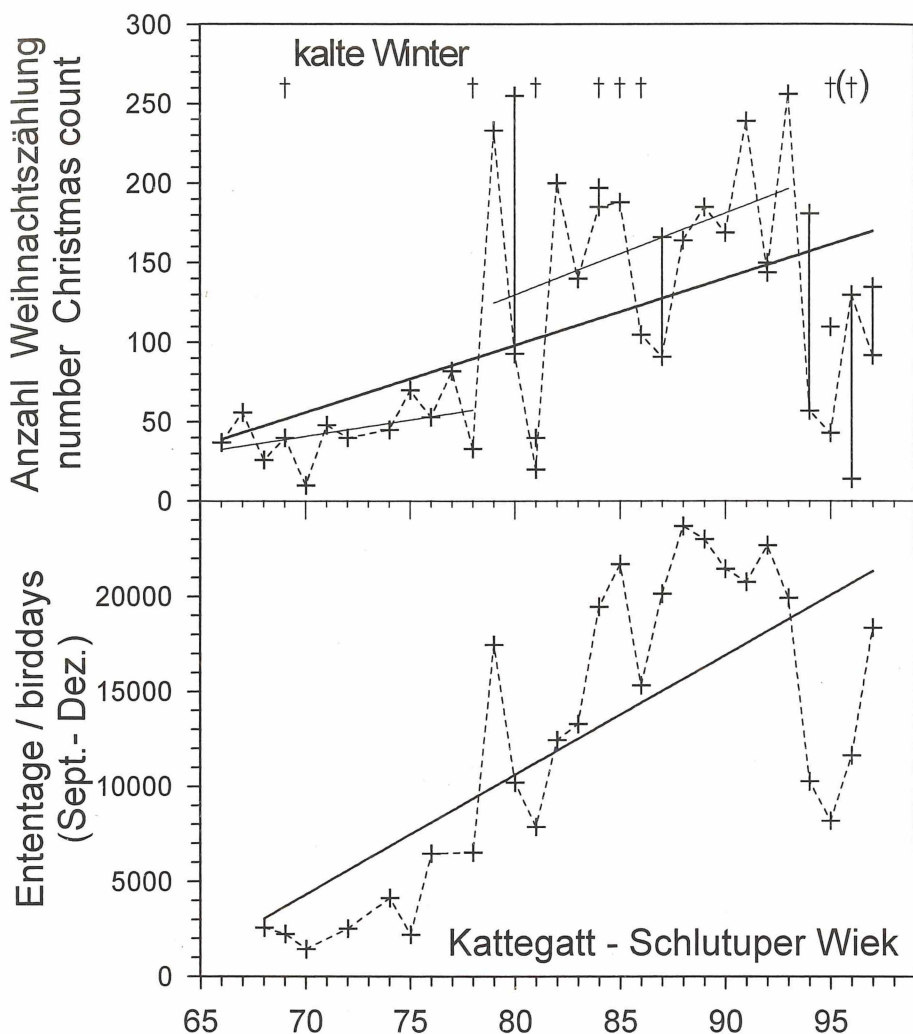 Anzahl Weihnachtszählung
number Christmas count
300
250
200
150
100
50
0
kalte Winter
† † † † † † †(†)
Ententage / birddays
(Sept.- Dez.)
20000
15000
10000
5000
0
Kattegatt - Schlutuper Wiek
65 70 75 80 85 90 95